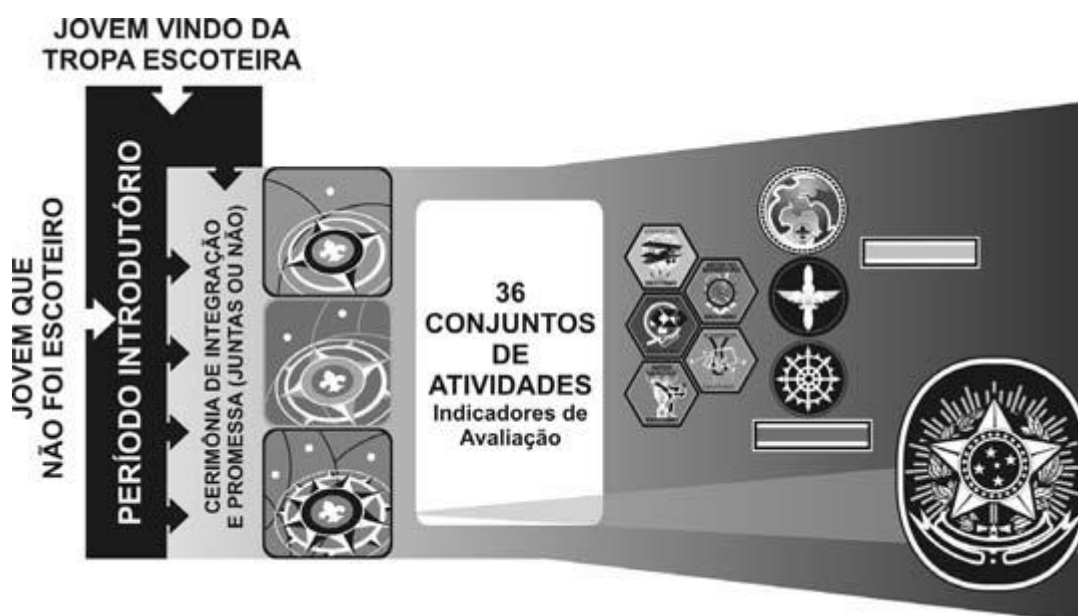 JOVEM VINDO DA
TROPA ESCOTEIRA
JOVEM QUE
NÃO FOI ESCOTEIRO
PERÍODO INTRODUTÓRIO
CERIMÔNIA DE INTEGRAÇÃO
E PROMESSA (JUNTAS OU NÃO)
36
CONJUNTOS
DE
ATIVIDADES
Indicadores de
Avaliação